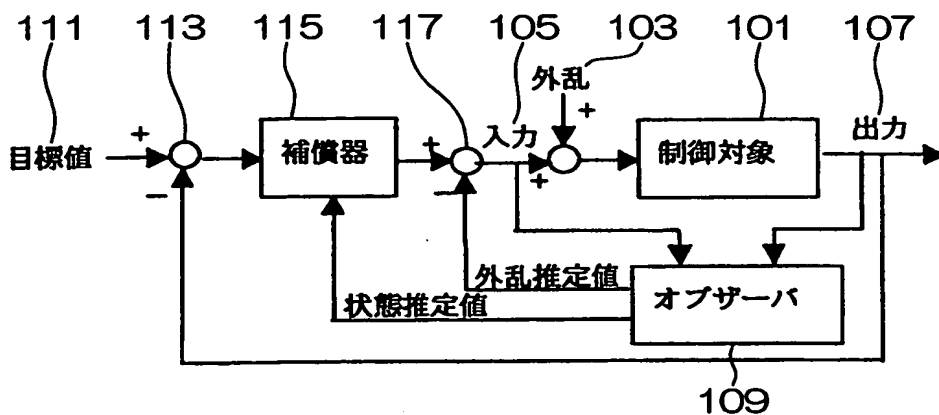 111 113 115 117 105 103 101 107
外乱
+
+ 補償器 + 入力 + 制御対象 出力
目標値
− −
外乱推定値
状態推定値
オブザーバ
109